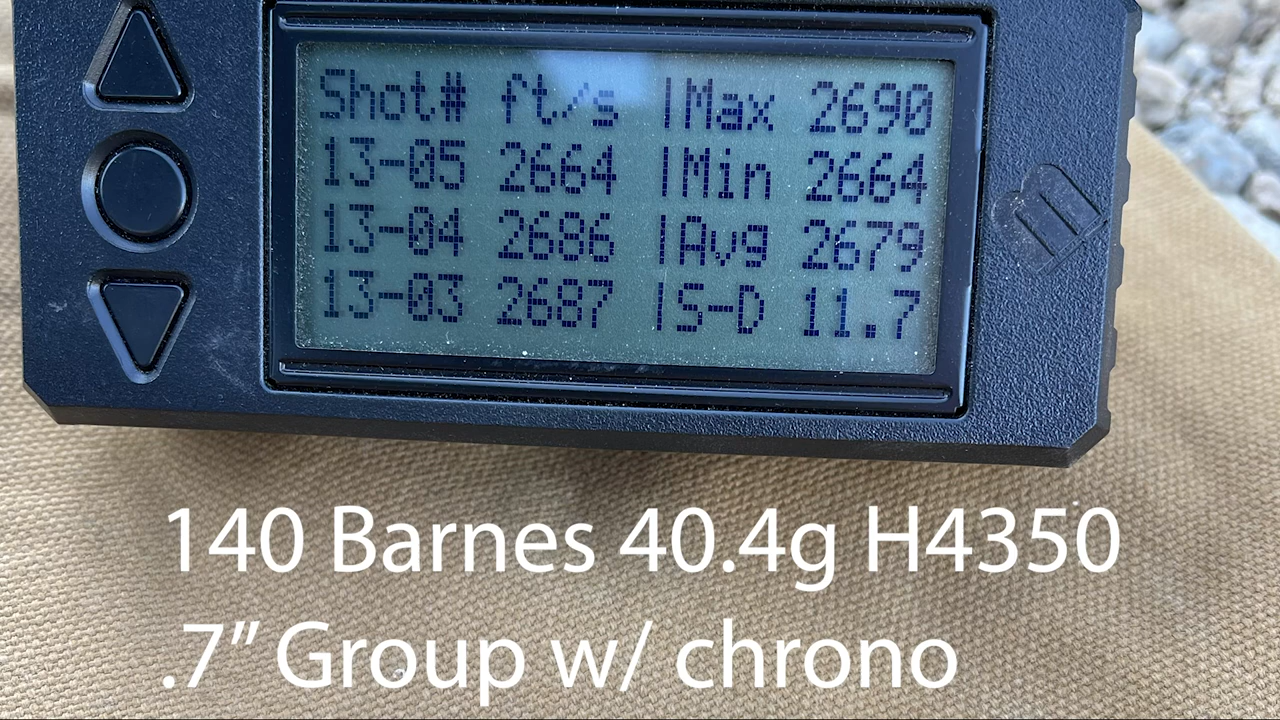 Shot# ft/s |Max 2690
13-05 2664 |Min 2664
13-04 2686 |Avg 2679
13-03 2687 |S-D 11.7
140 Barnes 40.4g H4350
.7” Group w/ chrono